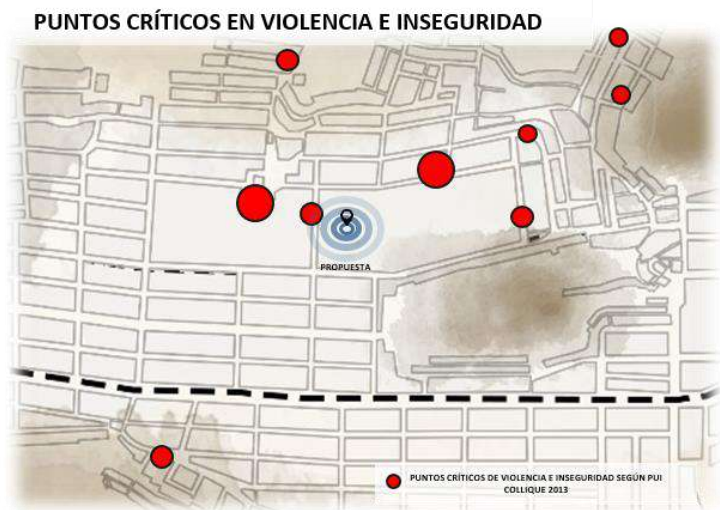 PUNTOS CRÍTICOS EN VIOLENCIA E INSEGURIDAD
PROPUESTA
PUNTOS CRÍTICOS DE VIOLENCIA E INSEGURIDAD SEGÚN PUI
COLLIQUE 2013